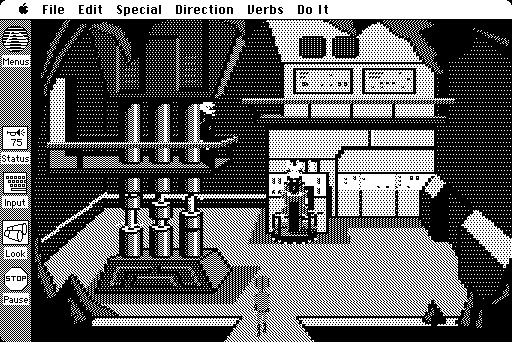 File Edit Special Direction Verbs Do It
Menus
75
Status
Input
Look
STOP
Pause